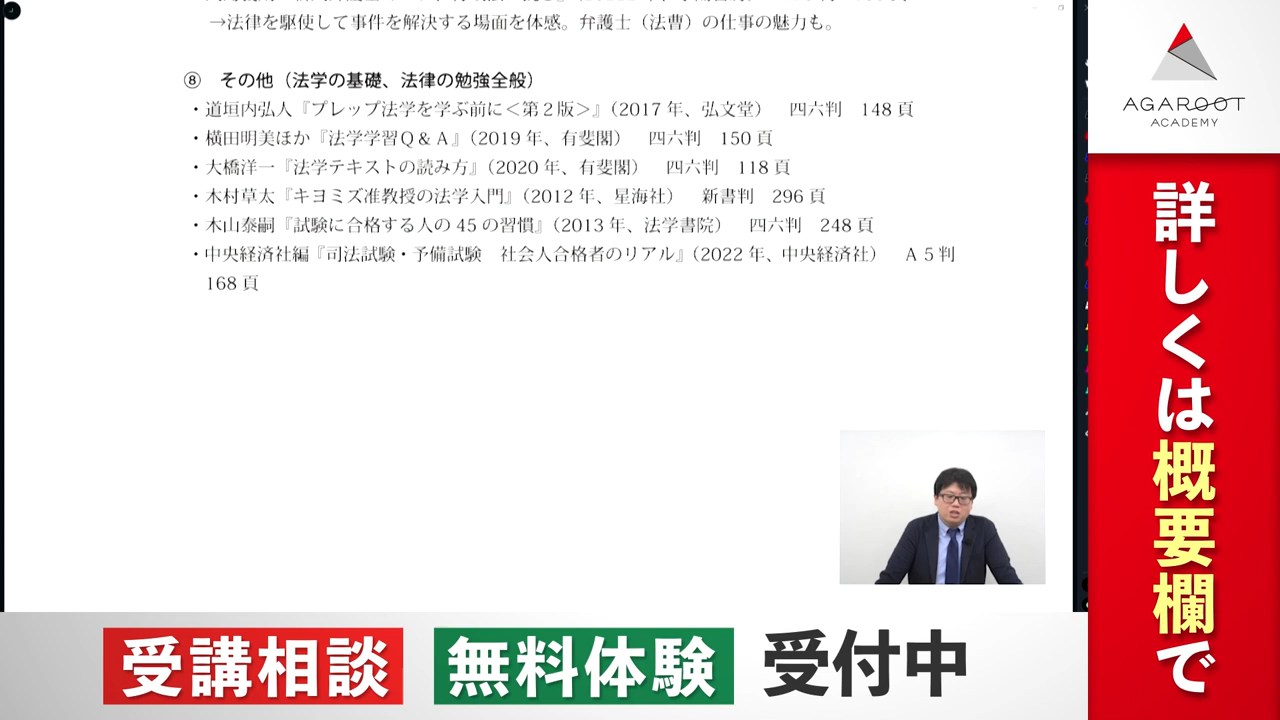 →法律を駆使して事件を解決する場面を体感。弁護士（法曹）の仕事の魅力も。
⑧　その他（法学の基礎、法律の勉強全般）
・道垣内弘人『プレップ法学を学ぶ前に＜第２版＞』（2017 年、弘文堂）　四六判　148 頁
・横田明美ほか『法学学習Ｑ＆Ａ』（2019 年、有斐閣）　四六判　150 頁
・大橋洋一『法学テキストの読み方』（2020 年、有斐閣）　四六判　118 頁
・木村草太『キヨミズ准教授の法学入門』（2012 年、星海社）　新書判　296 頁
・木山泰嗣『試験に合格する人の 45 の習慣』（2013 年、法学書院）　四六判　248 頁
・中央経済社編『司法試験・予備試験　社会人合格者のリアル』（2022 年、中央経済社）　Ａ５判
168 頁
AGAROOT
ACADEMY
詳しくは概要欄で
受講相談 無料体験 受付中